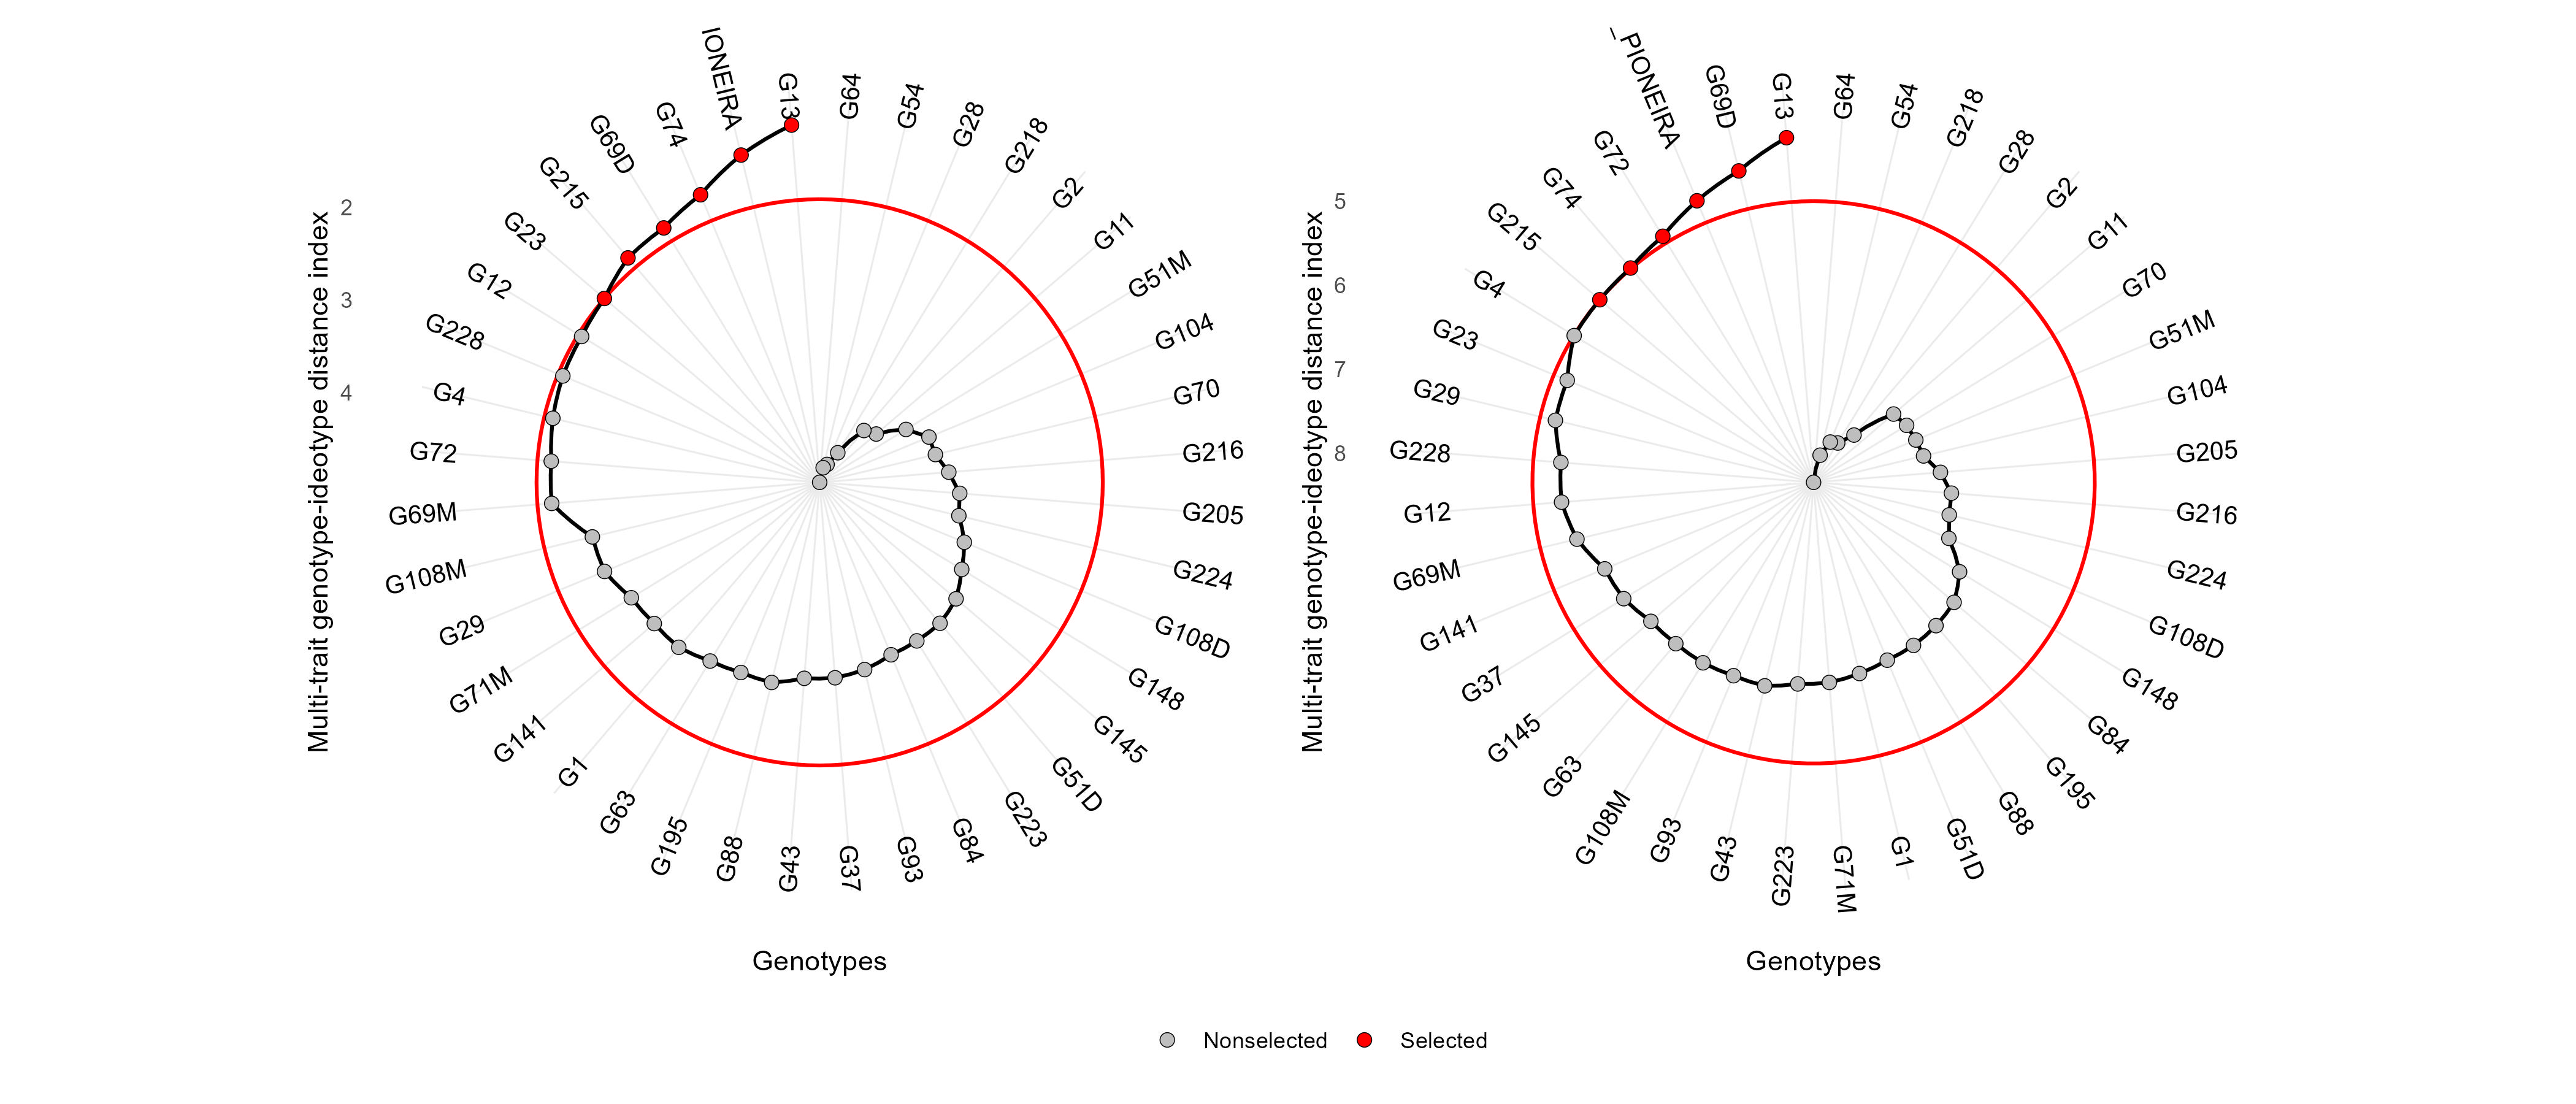 Multi-trait genotype-ideotype distance index
2
3
4
G13
G64
G54
G28
G218
G2
G11
G51M
G104
G70
G216
G205
G224
G108D
G148
G145
G51D
G223
G84
G93
G37
G43
G88
G195
G63
G1
G141
G71M
G29
G108M
G69M
G72
G4
G228
G12
G23
G215
G69D
G74
IONEIRA
Genotypes
Multi-trait genotype-ideotype distance index
5
6
7
8
G13
G64
G54
G218
G28
G2
G11
G70
G51M
G104
G205
G216
G224
G108D
G148
G84
G195
G88
G51D
G1
G71M
G223
G43
G93
G108M
G63
G145
G37
G141
G69M
G12
G228
G29
G23
G4
G215
G74
G72
_PIONEIRA
G69D
Genotypes
Nonselected
Selected